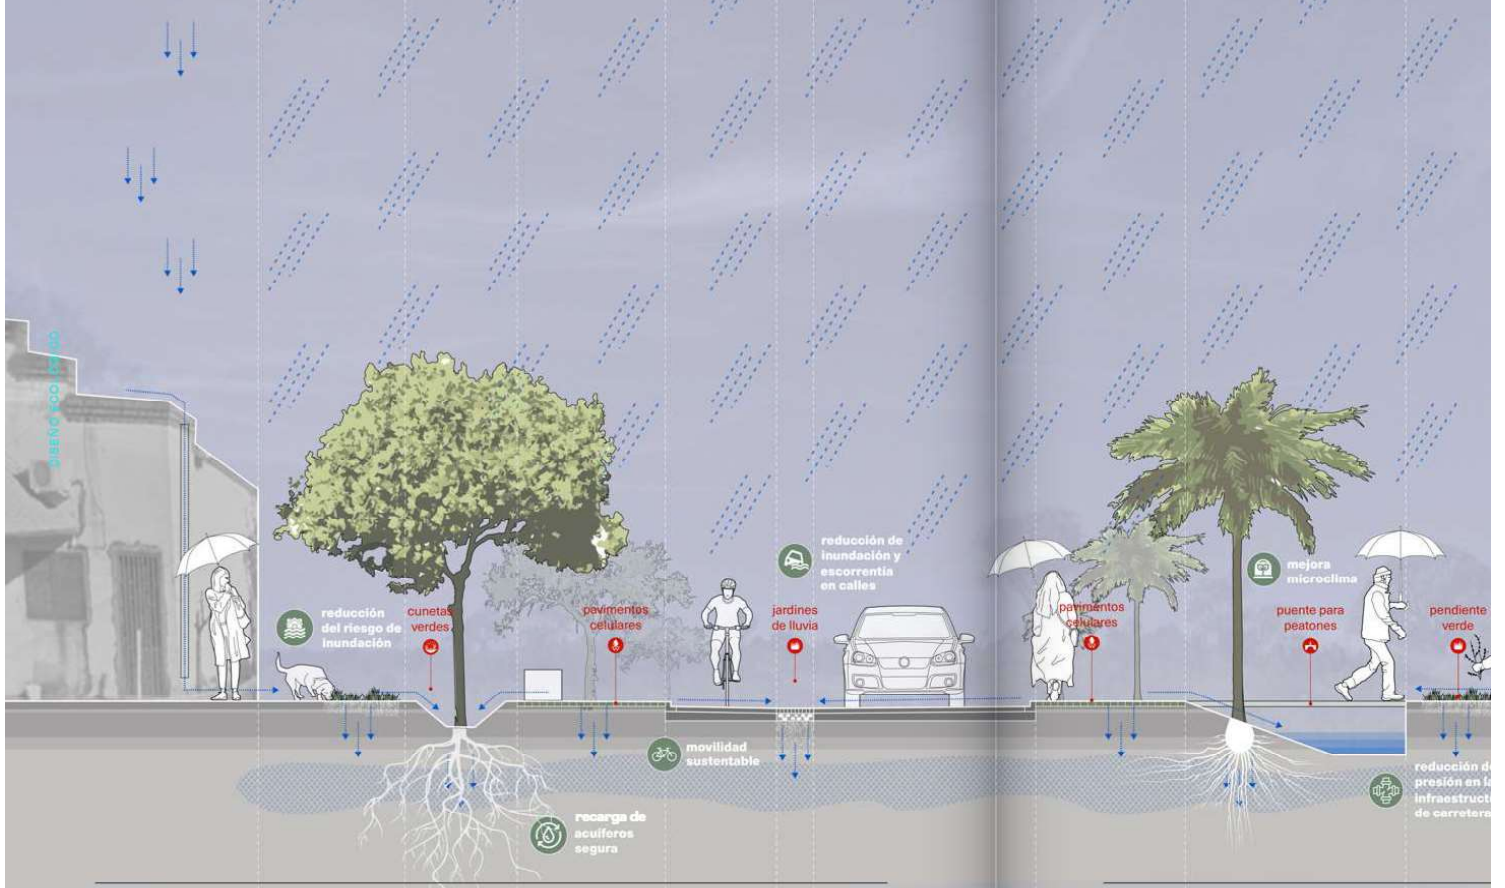 DISEÑO ECOLÓGICO
reducción
del riesgo de
inundación
cunetas
verdes
pavimentos
celulares
jardines
de lluvia
reducción de
inundación y
escorrentía
en calles
pavimentos
celulares
mejora
microclima
puente para
peatones
pendiente
verde
movilidad
sustentable
recarga de
acuíferos
segura
reducción de
presión en la
infraestruct
de carretera